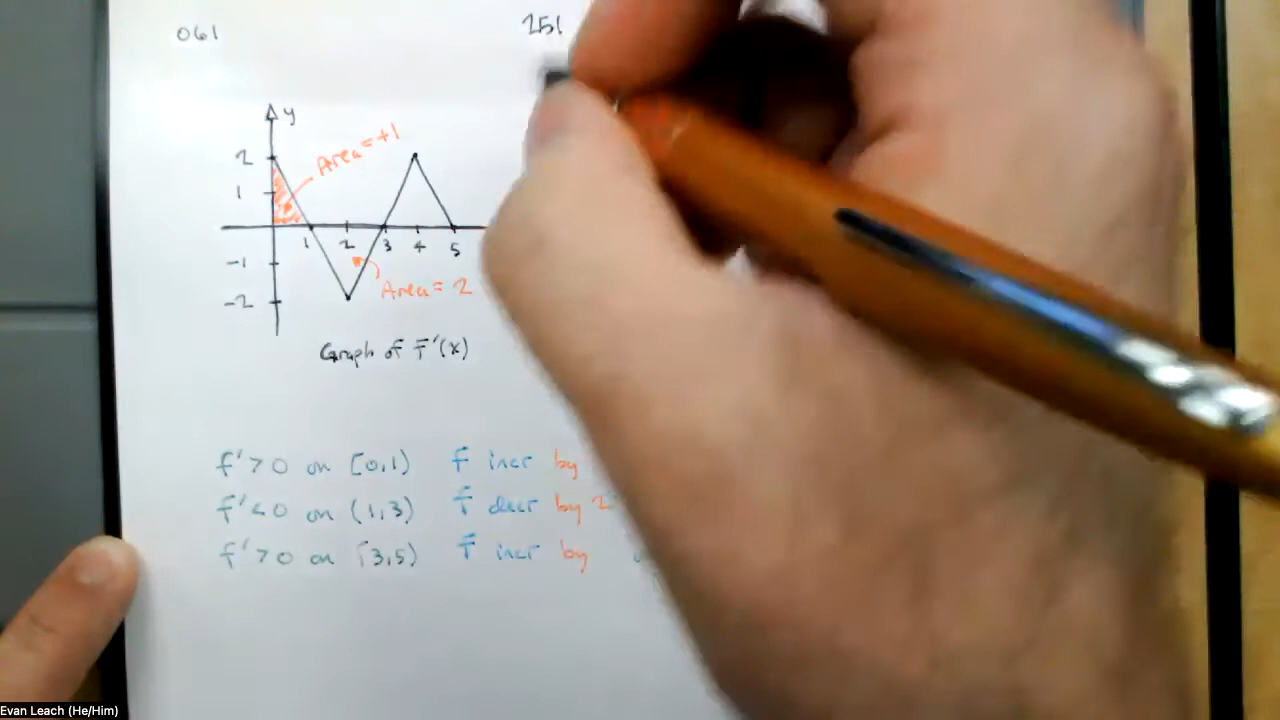 061
251
y
Area=+1
2
1
1 2 3 4 5
-1
Area= 2
-2
Graph of f'(x)
f'>0 on [0,1) f incr by
f'<0 on (1,3) f decr by 2
f'>0 on (3,5) f incr by
Evan Leach (He/Him)